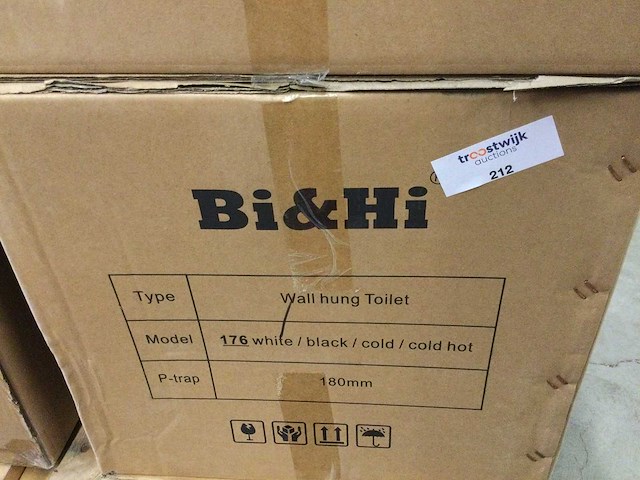 troostwijk
auctions
212
Bi&Hi
Type Wall hung Toilet
Model 176 white / black / cold / cold hot
P-trap 180mm